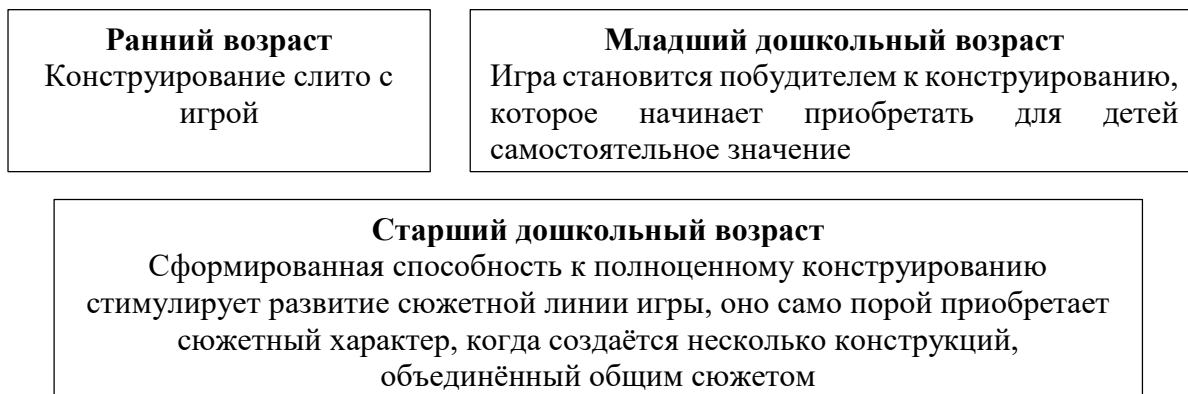 Ранний возраст
Конструирование слито с
игрой
Младший дошкольный возраст
Игра становится побудителем к конструированию,
которое начинает приобретать для детей
самостоятельное значение
Старший дошкольный возраст
Сформированная способность к полноценному конструированию
стимулирует развитие сюжетной линии игры, оно само порой приобретает
сюжетный характер, когда создаётся несколько конструкций,
объединённый общим сюжетом